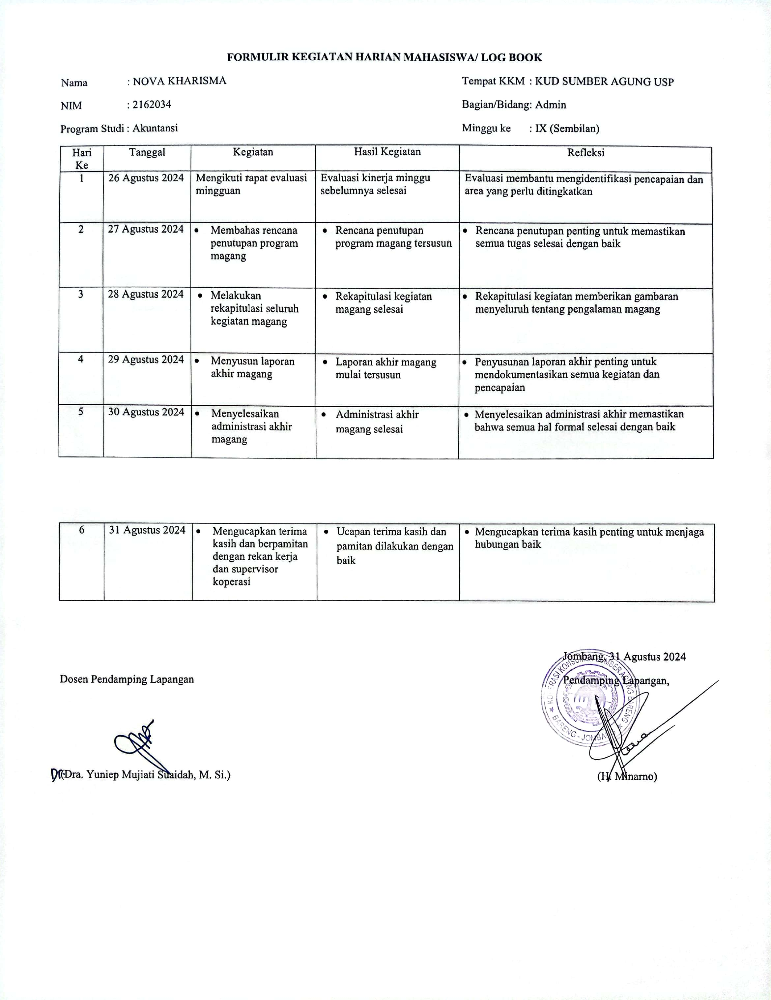 FORMULIR KEGIATAN HARIAN MAHASISWA/ LOG BOOK
Nama : NOVA KHARISMA
Tempat KKM : KUD SUMBER AGUNG USP
NIM : 2162034
Bagian/Bidang: Admin
Program Studi : Akuntansi
Minggu ke : IX (Sembilan)
Hari
Ke
Tanggal
Kegiatan
Hasil Kegiatan
Refleksi
1
26 Agustus 2024
Mengikuti rapat evaluasi
mingguan
Evaluasi kinerja minggu
sebelumnya selesai
Evaluasi membantu mengidentifikasi pencapaian dan
area yang perlu ditingkatkan
2
27 Agustus 2024
• Membahas rencana
penutupan program
magang
• Rencana penutupan
program magang tersusun
• Rencana penutupan penting untuk memastikan
semua tugas selesai dengan baik
3
28 Agustus 2024
• Melakukan
rekapitulasi seluruh
kegiatan magang
• Rekapitulasi kegiatan
magang selesai
• Rekapitulasi kegiatan memberikan gambaran
menyeluruh tentang pengalaman magang
4
29 Agustus 2024
• Menyusun laporan
akhir magang
• Laporan akhir magang
mulai tersusun
• Penyusunan laporan akhir penting untuk
mendokumentasikan semua kegiatan dan
pencapaian
5
30 Agustus 2024
• Menyelesaikan
administrasi akhir
magang
• Administrasi akhir
magang selesai
• Menyelesaikan administrasi akhir memastikan
bahwa semua hal formal selesai dengan baik
6
31 Agustus 2024
• Mengucapkan terima
kasih dan berpamitan
dengan rekan kerja
dan supervisor
koperasi
• Ucapan terima kasih dan
pamitan dilakukan dengan
baik
• Mengucapkan terima kasih penting untuk menjaga
hubungan baik
Jombang, 31 Agustus 2024
Dosen Pendamping Lapangan
Pendamping Lapangan,
AGUNG BARENG
BARENG -
Dr (Dra. Yuniep Mujiati Suaidah, M. Si.)
(H. Minarno)